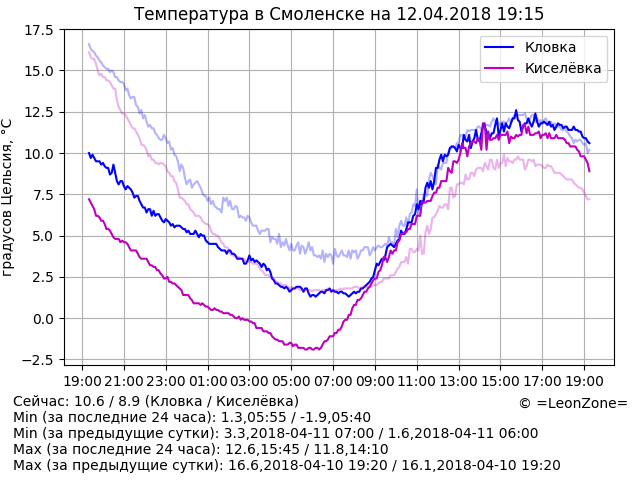 Температура в Смоленске на 12.04.2018 19:15
градусов Цельсия, °С
17.5
15.0
12.5
10.0
7.5
5.0
2.5
0.0
−2.5
Кловка
Киселёвка
19:00 21:00 23:00 01:00 03:00 05:00 07:00 09:00 11:00 13:00 15:00 17:00 19:00
Сейчас: 10.6 / 8.9 (Кловка / Киселёвка)
© =LeonZone=
Min (за последние 24 часа): 1.3,05:55 / -1.9,05:40
Min (за предыдущие сутки): 3.3,2018-04-11 07:00 / 1.6,2018-04-11 06:00
Max (за последние 24 часа): 12.6,15:45 / 11.8,14:10
Max (за предыдущие сутки): 16.6,2018-04-10 19:20 / 16.1,2018-04-10 19:20